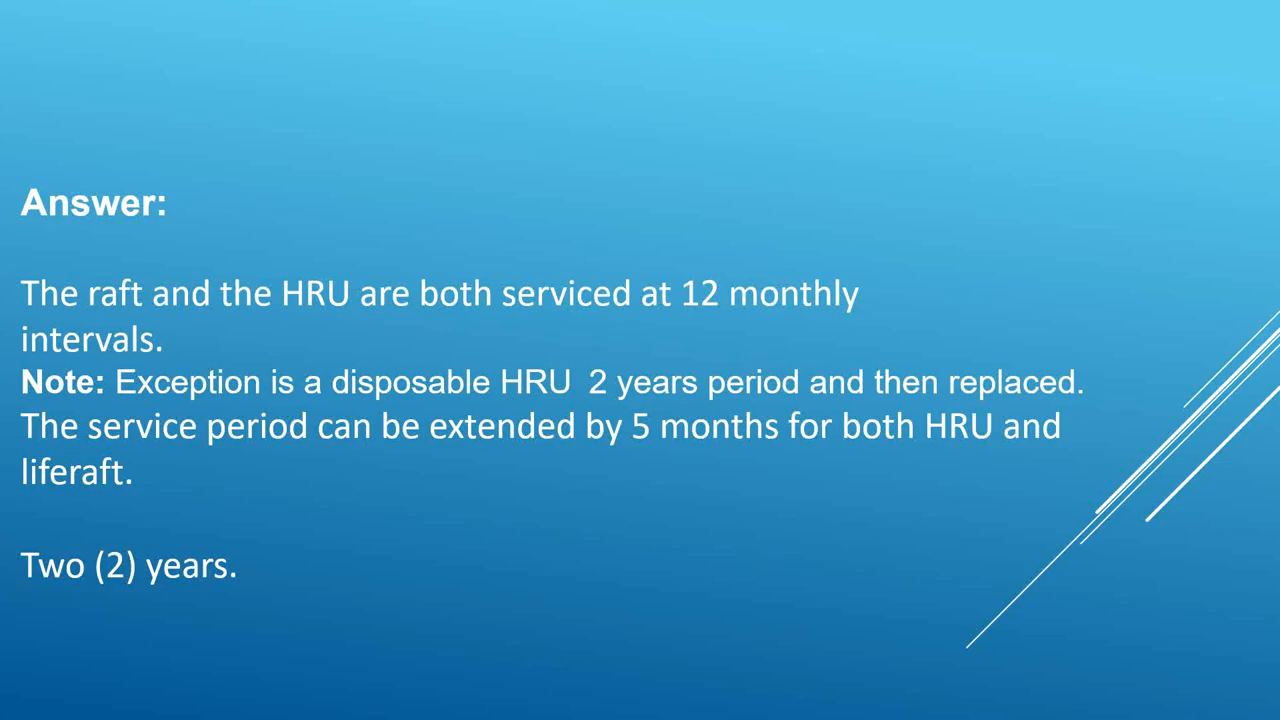 Answer:
The raft and the HRU are both serviced at 12 monthly
intervals.
Note: Exception is a disposable HRU  2 years period and then replaced.
The service period can be extended by 5 months for both HRU and
liferaft.
Two (2) years.